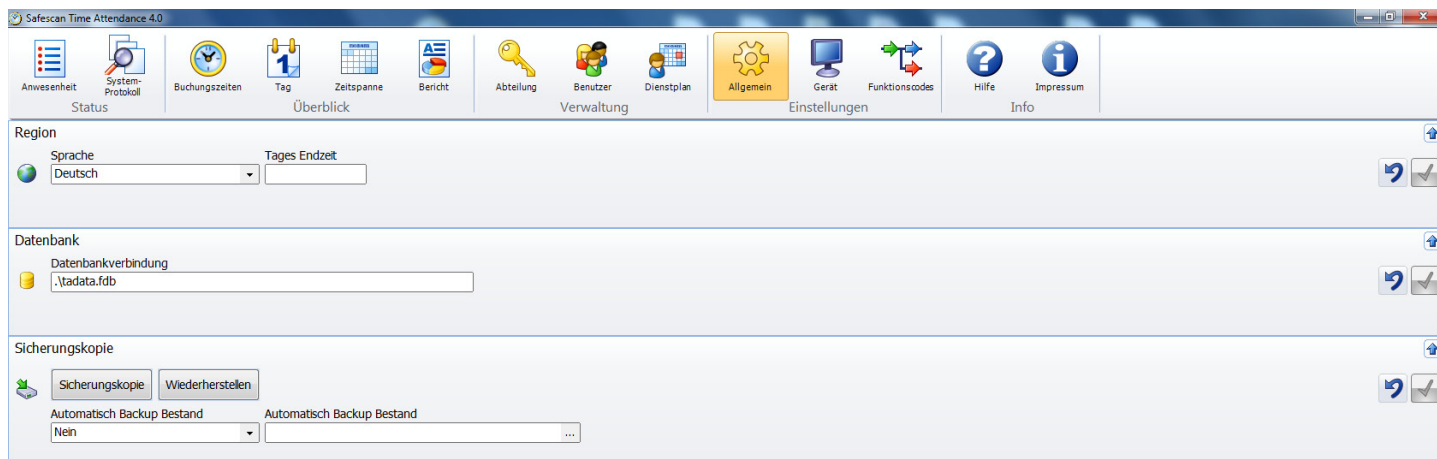 Safescan Time Attendance 4.0
Anwesenheit
System-
Protokoll
Buchungszeiten
1
Tag
Zeitspanne
Bericht
Abteilung
Benutzer
Dienstplan
Allgemein
Gerät
Funktionscodes
Hilfe
Impressum
Status
Überblick
Verwaltung
Einstellungen
Info
Region
Sprache
Tages Endzeit
Deutsch
Datenbank
Datenbankverbindung
.\tadata.fdb
Sicherungskopie
Sicherungskopie
Wiederherstellen
Automatisch Backup Bestand
Automatisch Backup Bestand
Nein
...